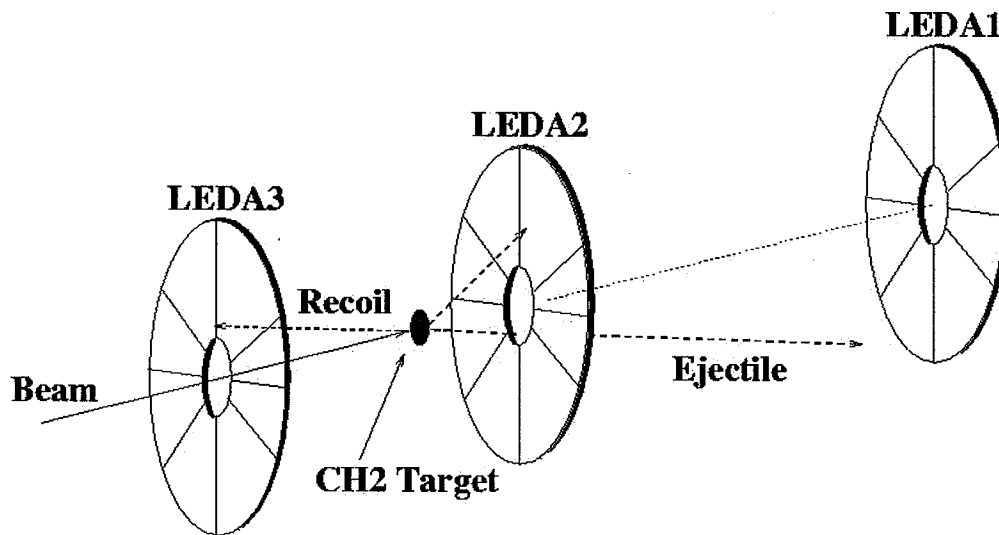 LEDA1
LEDA2
LEDA3
Recoil
Beam
Ejectile
CH2 Target